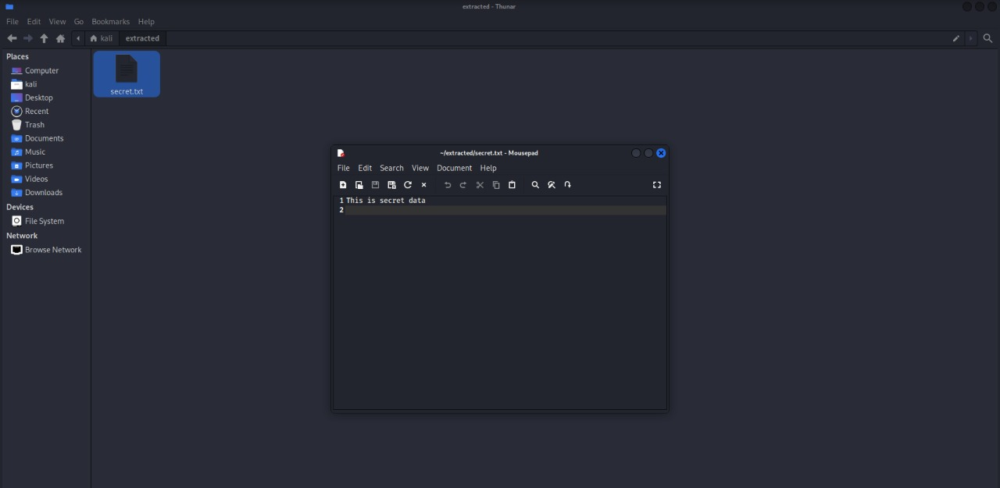 extracted - Thunar
File Edit View Go Bookmarks Help
kali extracted
Places
Computer
kali
Desktop
Recent
Trash
Documents
Music
Pictures
Videos
Downloads
Devices
File System
Network
Browse Network
secret.txt
~/extracted/secret.txt - Mousepad
File Edit Search View Document Help
1 This is secret data
2